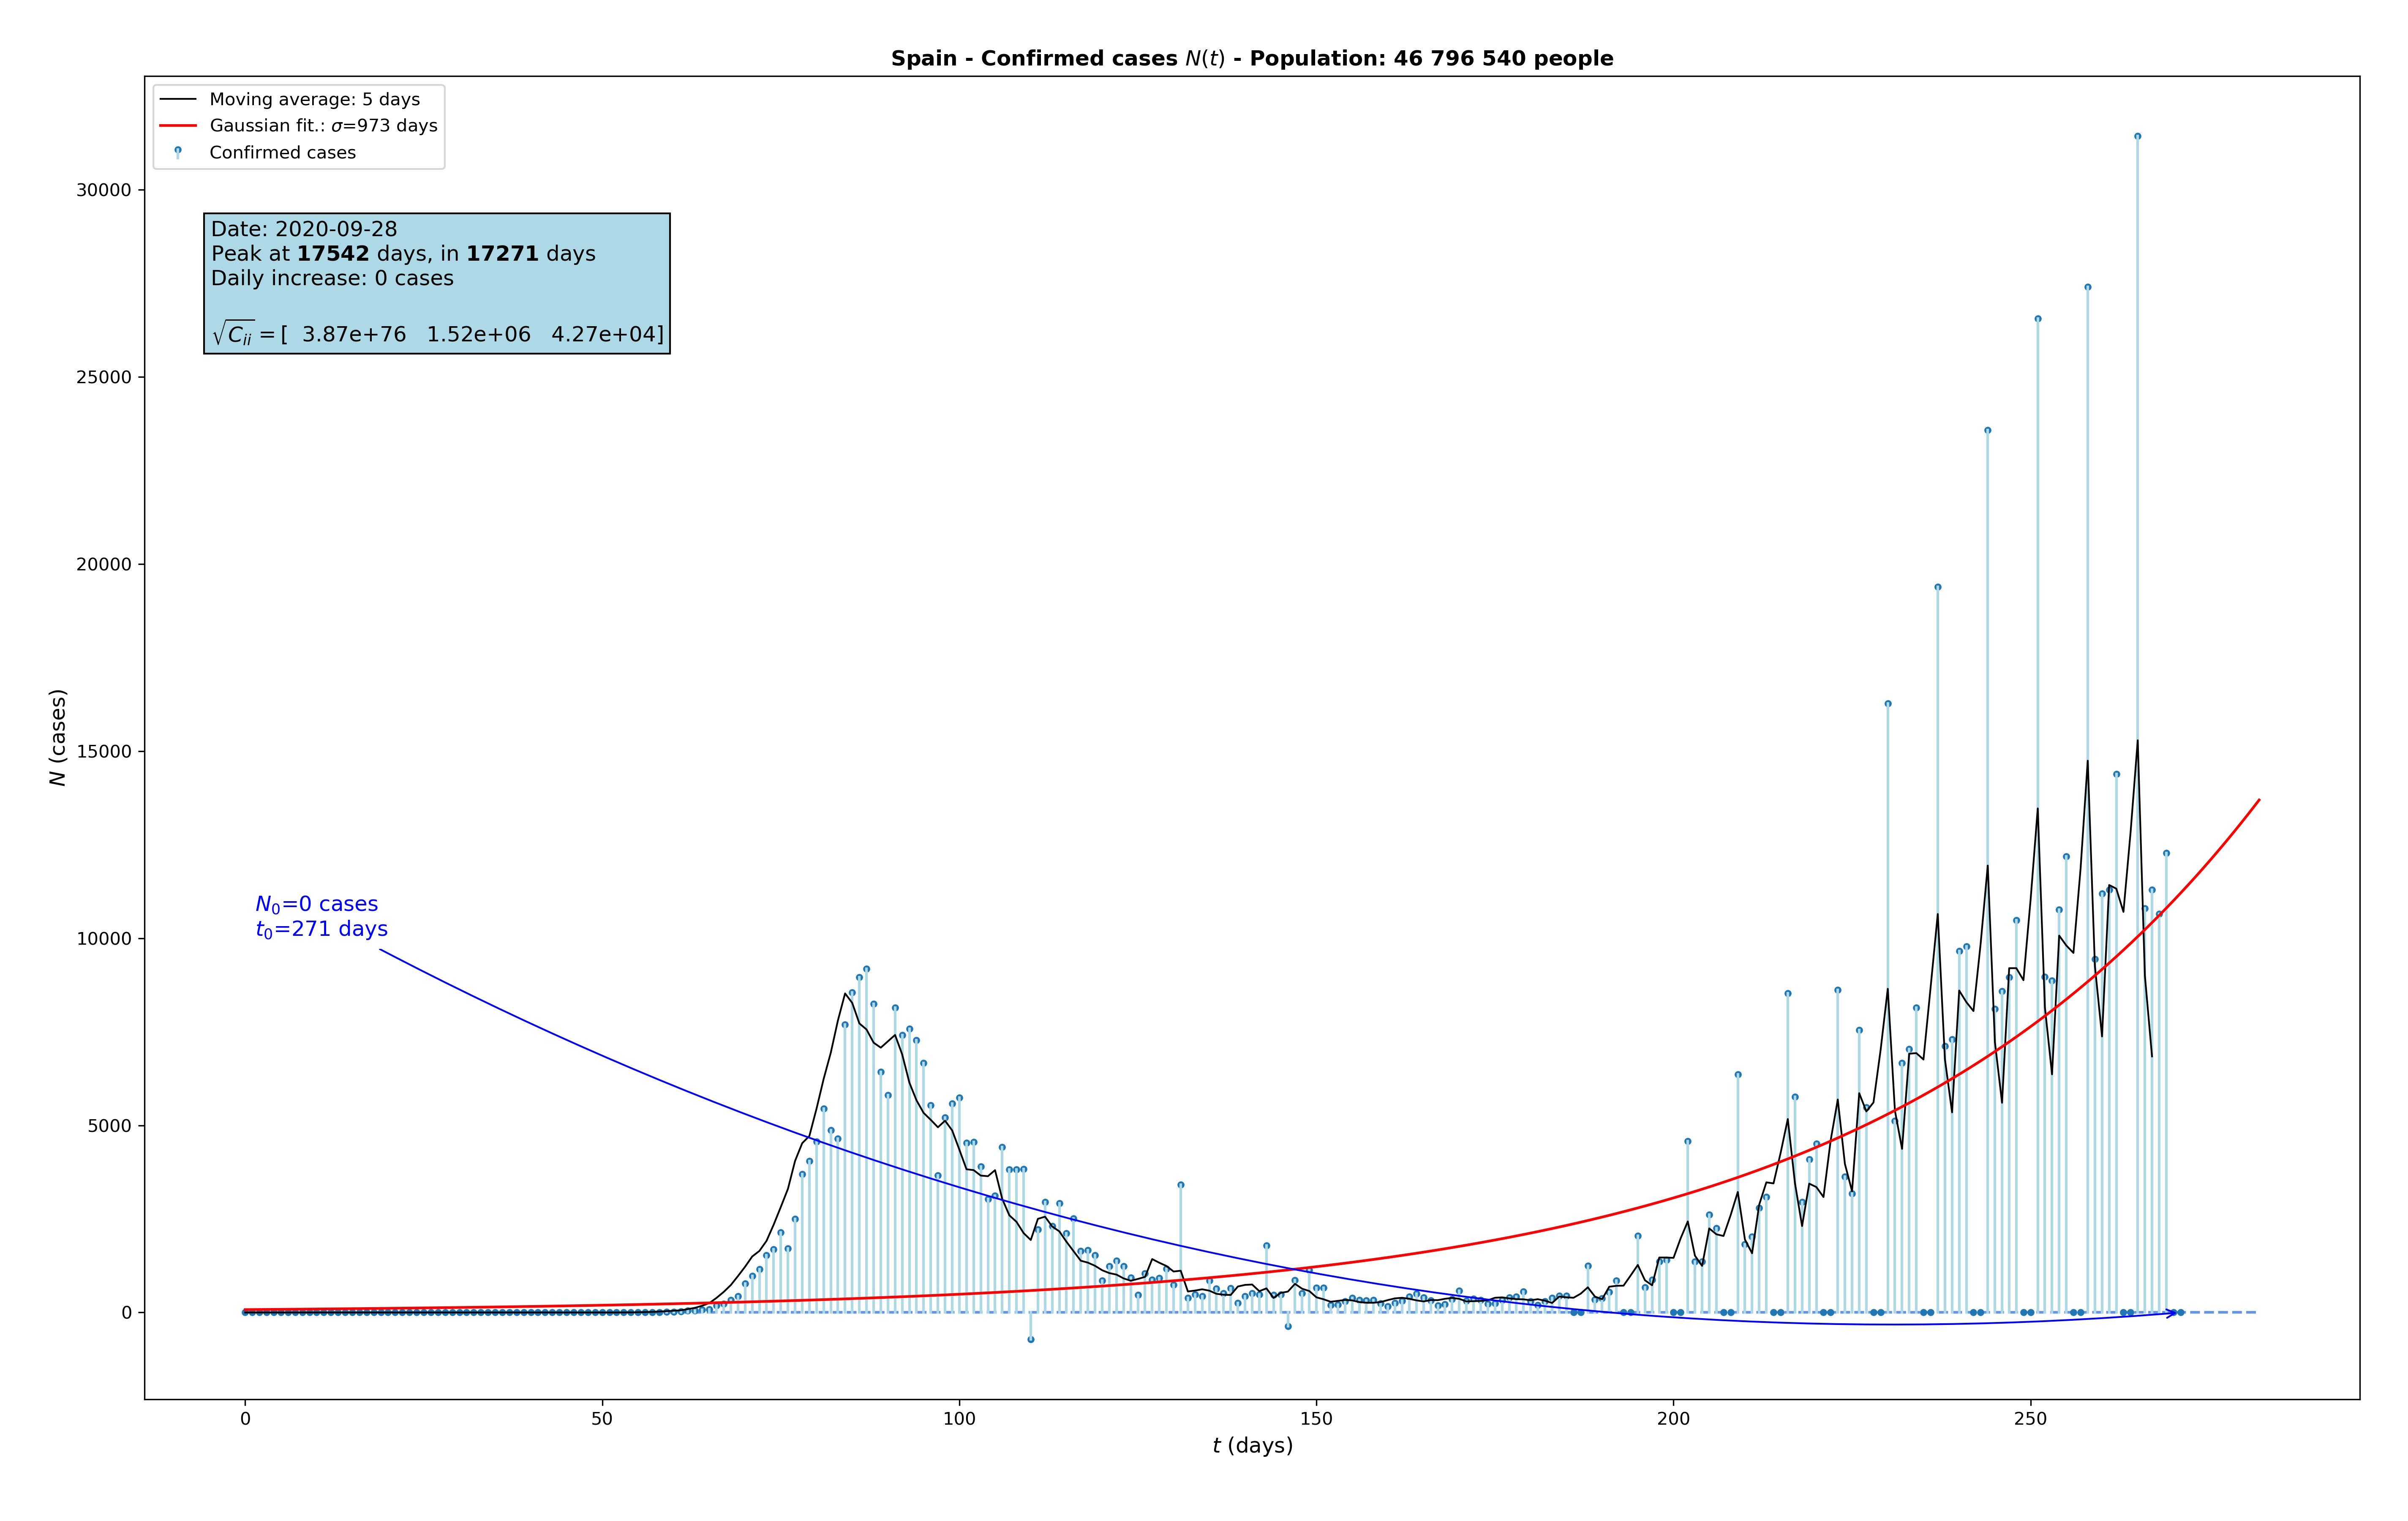 Spain - Confirmed cases N(t) - Population: 46 796 540 people
Moving average: 5 days
Gaussian fit.: σ=973 days
Confirmed cases
Date: 2020-09-28
Peak at 17542 days, in 17271 days
Daily increase: 0 cases
√Cᵢᵢ = [ 3.87e+76 1.52e+06 4.27e+04]
N₀=0 cases
t₀=271 days
N (cases)
30000
25000
20000
15000
10000
5000
0
0 50 100 150 200 250
t (days)